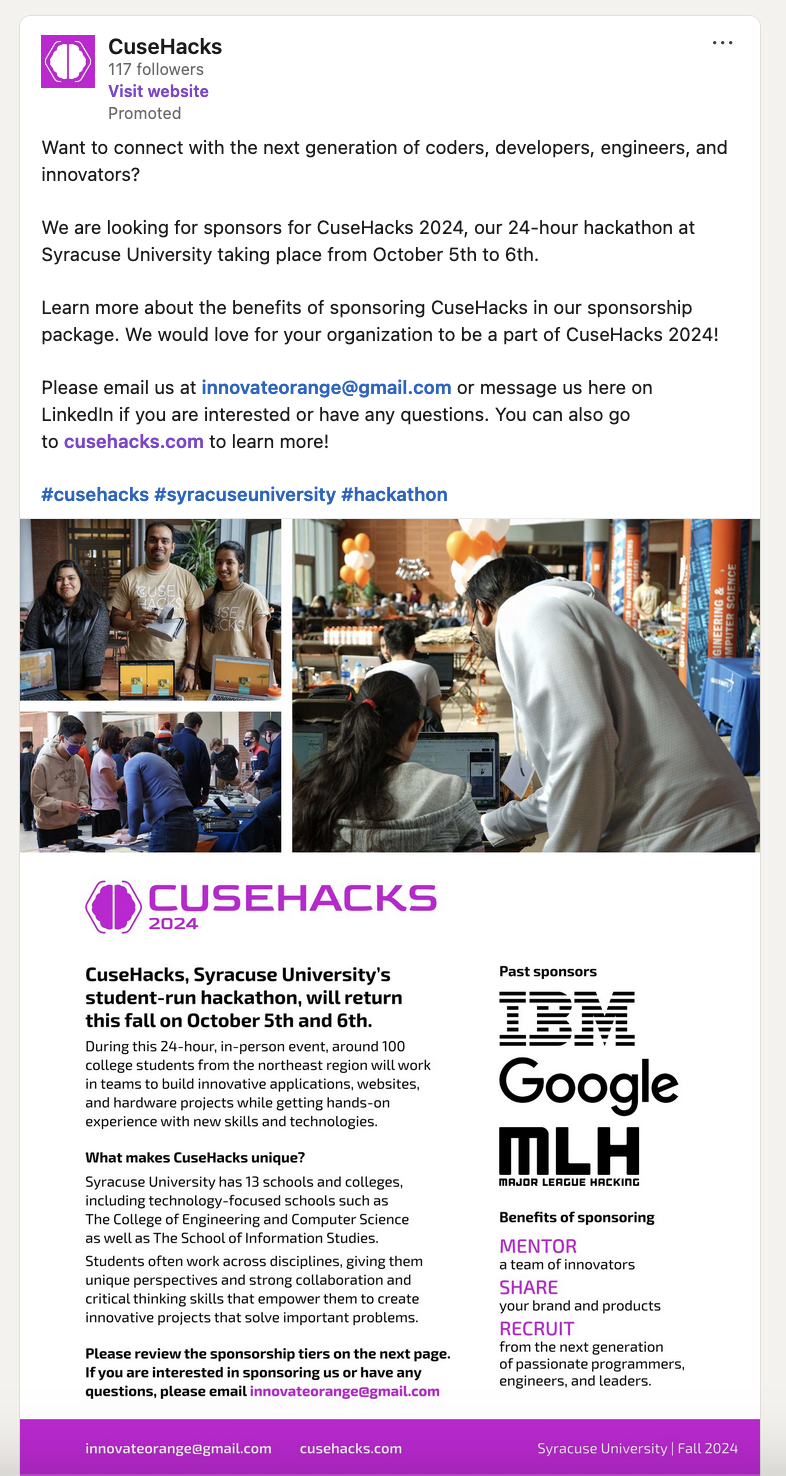 CuseHacks
117 followers
Visit website
Promoted
Want to connect with the next generation of coders, developers, engineers, and
innovators?
We are looking for sponsors for CuseHacks 2024, our 24-hour hackathon at
Syracuse University taking place from October 5th to 6th.
Learn more about the benefits of sponsoring CuseHacks in our sponsorship
package. We would love for your organization to be a part of CuseHacks 2024!
Please email us at innovateorange@gmail.com or message us here on
LinkedIn if you are interested or have any questions. You can also go
to cusehacks.com to learn more!
#cusehacks #syracuseuniversity #hackathon
CUSE
HACKS
CUSE
HACKS
GINEERING &
MPUTER SCIENCE
CUSEHACKS
2024
CuseHacks, Syracuse University's
student-run hackathon, will return
this fall on October 5th and 6th.
During this 24-hour, in-person event, around 100
college students from the northeast region will work
in teams to build innovative applications, websites,
and hardware projects while getting hands-on
experience with new skills and technologies.
What makes CuseHacks unique?
Syracuse University has 13 schools and colleges,
including technology-focused schools such as
The College of Engineering and Computer Science
as well as The School of Information Studies.
Students often work across disciplines, giving them
unique perspectives and strong collaboration and
critical thinking skills that empower them to create
innovative projects that solve important problems.
Please review the sponsorship tiers on the next page.
If you are interested in sponsoring us or have any
questions, please email innovateorange@gmail.com
Past sponsors
IBM
Google
MLH
MAJOR LEAGUE HACKING
Benefits of sponsoring
MENTOR
a team of innovators
SHARE
your brand and products
RECRUIT
from the next generation
of passionate programmers,
engineers, and leaders.
innovateorange@gmail.com cusehacks.com Syracuse University | Fall 2024